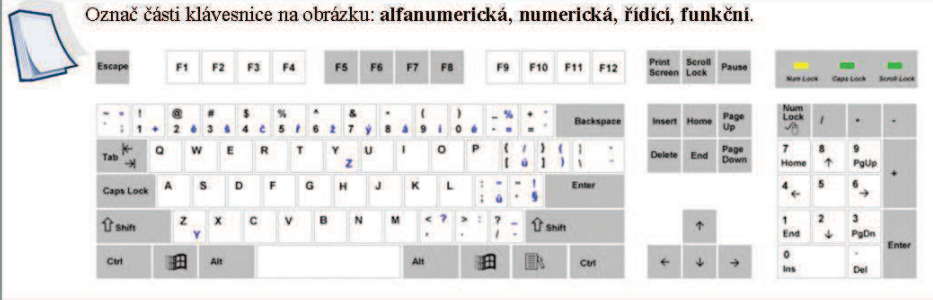 Označ části klávesnice na obrázku: alfanumerická, numerická, řídící, funkční.
Escape F1 F2 F3 F4 F5 F6 F7 F8 F9 F10 F11 F12 Print Screen Scroll Lock Pause Num Lock Caps Lock Scroll Lock
! 1 + @ 2 ě # 3 š $ 4 č % 5 ř ^ 6 ž & 7 ý 8 á ( 9 í ) 0 é % = Backspace Insert Home Page Up Num Lock / * -
Tab Q W E R T Y Z U I O P { [ / ú } ] ( ) | \ Delete End Page Down 7 Home 8 ↑ 9 PgUp +
Caps Lock A S D F G H J K L : ; " ů ! § Enter 4 ← 5 6 →
⇧ Shift Z Y X C V B N M < ? , > : . ? _ / - ⇧ Shift ↑ 1 End 2 ↓ 3 PgDn Enter
Ctrl Alt Alt Ctrl ← ↓ → 0 Ins . Del